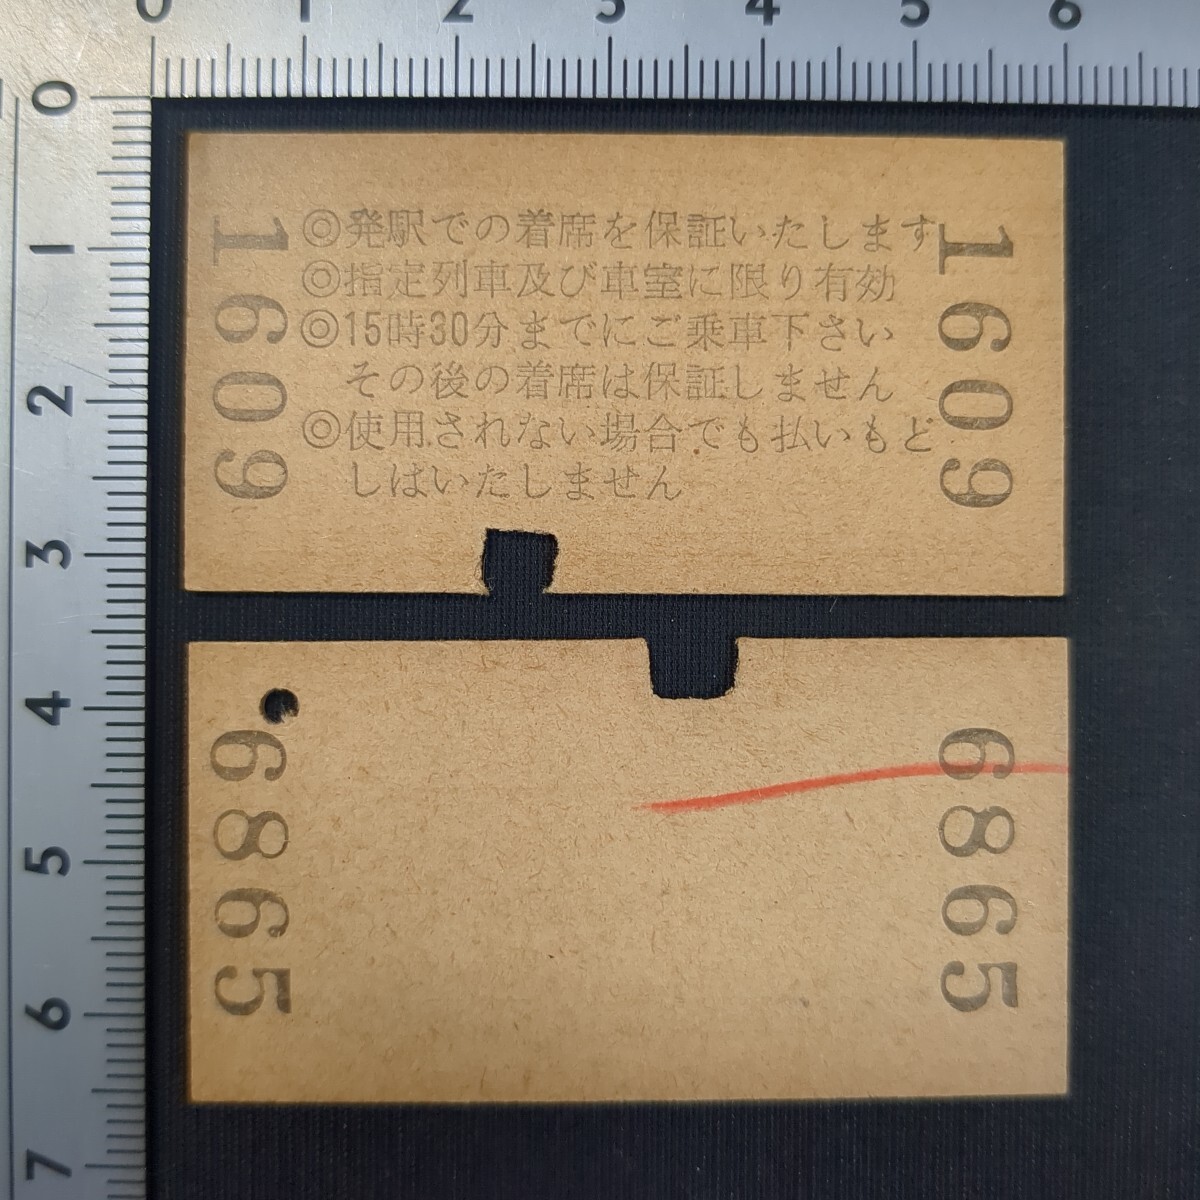 0 1 2 3 4 5 6
0
1
2
3
4
5
6
7
1609
◎発駅での着席を保証いたします
◎指定列車及び車室に限り有効
◎15時30分までにご乗車下さい
その後の着席は保証しません
◎使用されない場合でも払いもど
しはいたしません
1609
6865
6865